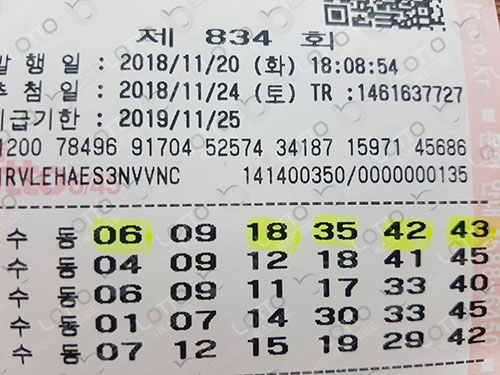 제 834 회
발 행 일 : 2018/11/20 (화) 18:08:54
추 첨 일 : 2018/11/24 (토) TR :1461637727
지급기한 : 2019/11/25
78496 91704 52574 34187 15971 45686
141400350/0000000135
수 동 06 09 18 35 42 43
수 동 04 09 12 18 41 45
수 동 06 09 11 17 33 40
수 동 01 07 14 30 33 45
수 동 07 12 15 19 29 42